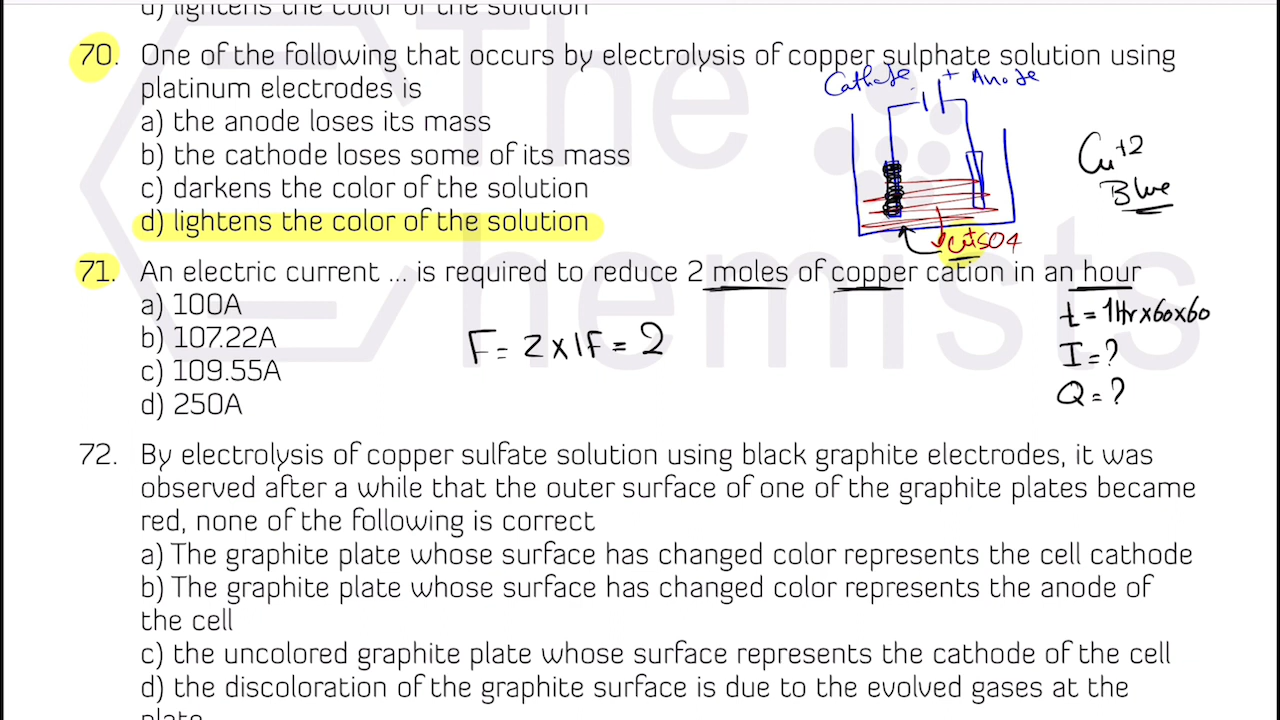 d) lightens the color of the solution
70. One of the following that occurs by electrolysis of copper sulphate solution using
platinum electrodes is
Cathode + Anode
a) the anode loses its mass
b) the cathode loses some of its mass
c) darkens the color of the solution
d) lightens the color of the solution
Cu+2
Blue
SO4
71. An electric current ... is required to reduce 2 moles of copper cation in an hour
a) 100A
b) 107.22A
c) 109.55A
d) 250A
F = 2 x 1F = 2
t = 1Hr x 60 x 60
I = ?
Q = ?
72. By electrolysis of copper sulfate solution using black graphite electrodes, it was
observed after a while that the outer surface of one of the graphite plates became
red, none of the following is correct
a) The graphite plate whose surface has changed color represents the cell cathode
b) The graphite plate whose surface has changed color represents the anode of
the cell
c) the uncolored graphite plate whose surface represents the cathode of the cell
d) the discoloration of the graphite surface is due to the evolved gases at the
plate
The
Chemists